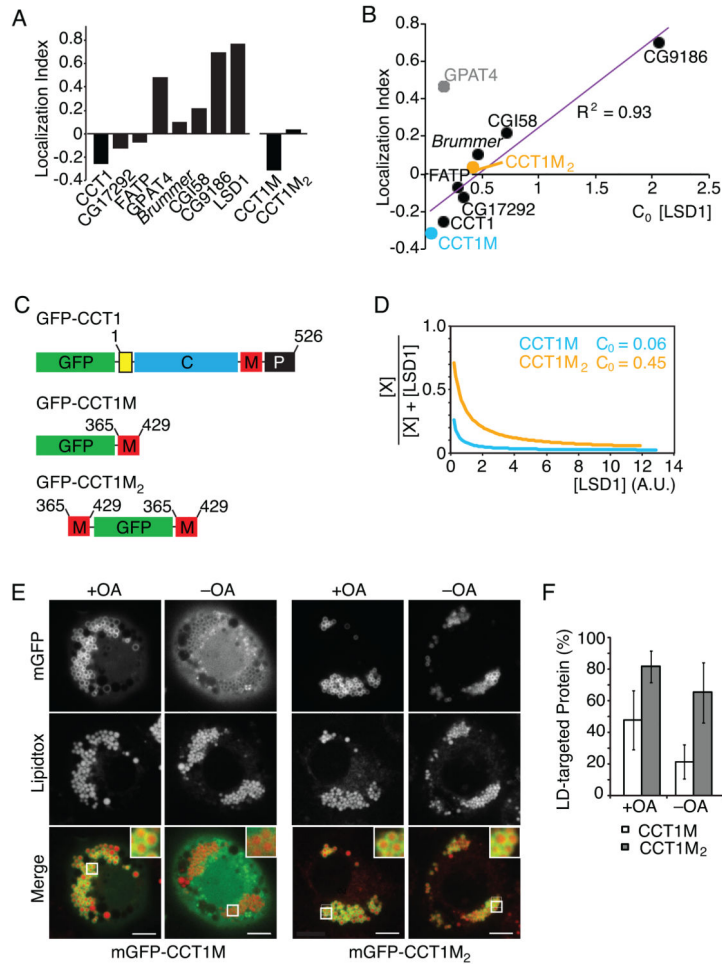 A
Localization Index
0.8
0.6
0.4
0.2
0
-0.2
-0.4
CCT1
CG17292
FATP
GPAT4
Brummer
CGI58
CG9186
LSD1
CCT1M
CCT1M2
B
Localization Index
0.8
0.6
0.4
0.2
0
-0.2
-0.4
GPAT4
CGI58
Brummer
CCT1M2
FATP
CG17292
CCT1
CCT1M
CG9186
R2 = 0.93
0.5 1 1.5 2 2.5
C0 [LSD1]
C
GFP-CCT1
1 526
GFP C M P
GFP-CCT1M
365 429
GFP M
GFP-CCT1M2
365 429 365 429
M GFP M
D
[X]
[X] + [LSD1]
1.0
0.5
0
CCT1M C0 = 0.06
CCT1M2 C0 = 0.45
0 2 4 6 8 10 12 14
[LSD1] (A.U.)
E
+OA –OA +OA –OA
mGFP
Lipidtox
Merge
mGFP-CCT1M mGFP-CCT1M2
F
LD-targeted Protein (%)
100
80
60
40
20
0
+OA –OA
CCT1M
CCT1M2